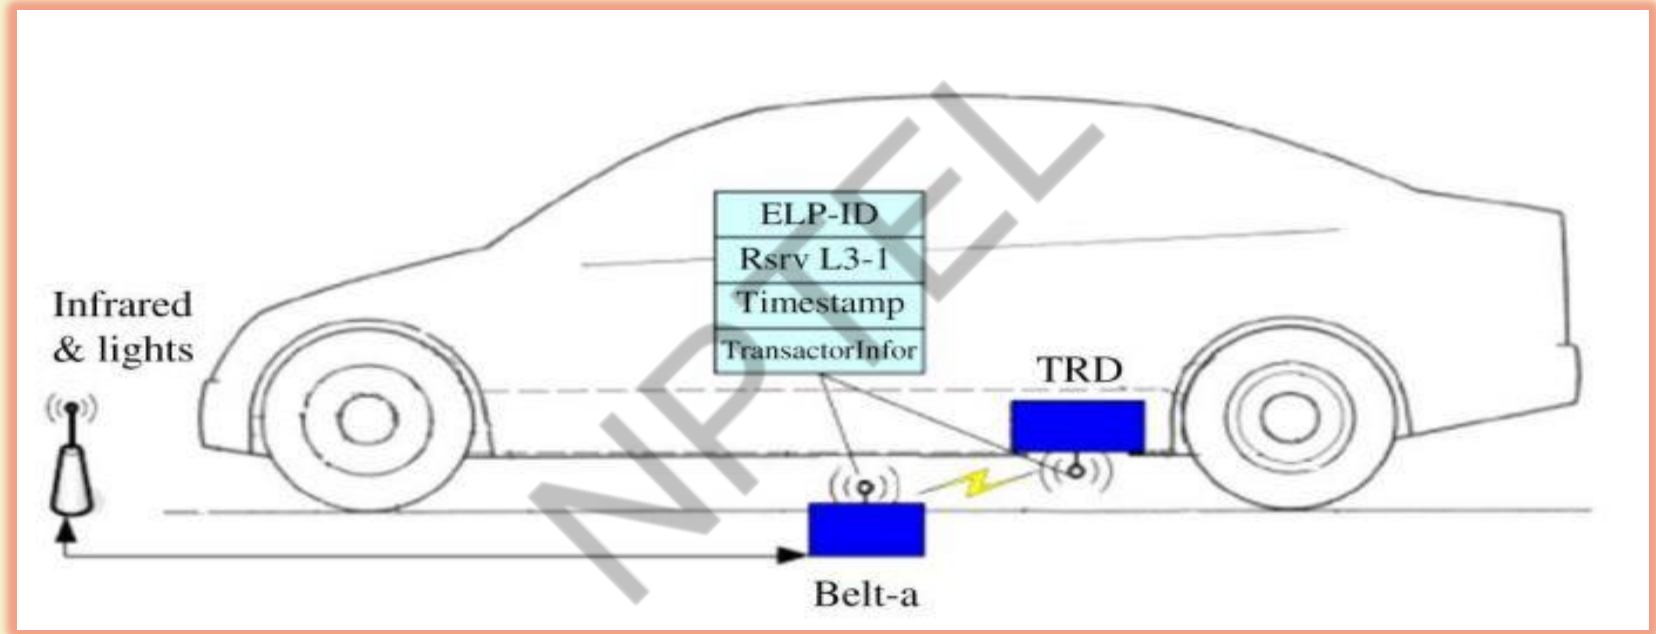 ELP-ID
Rsrv L3-1
Timestamp
TransactorInfor
Infrared
& lights
TRD
Belt-a
NPTEL